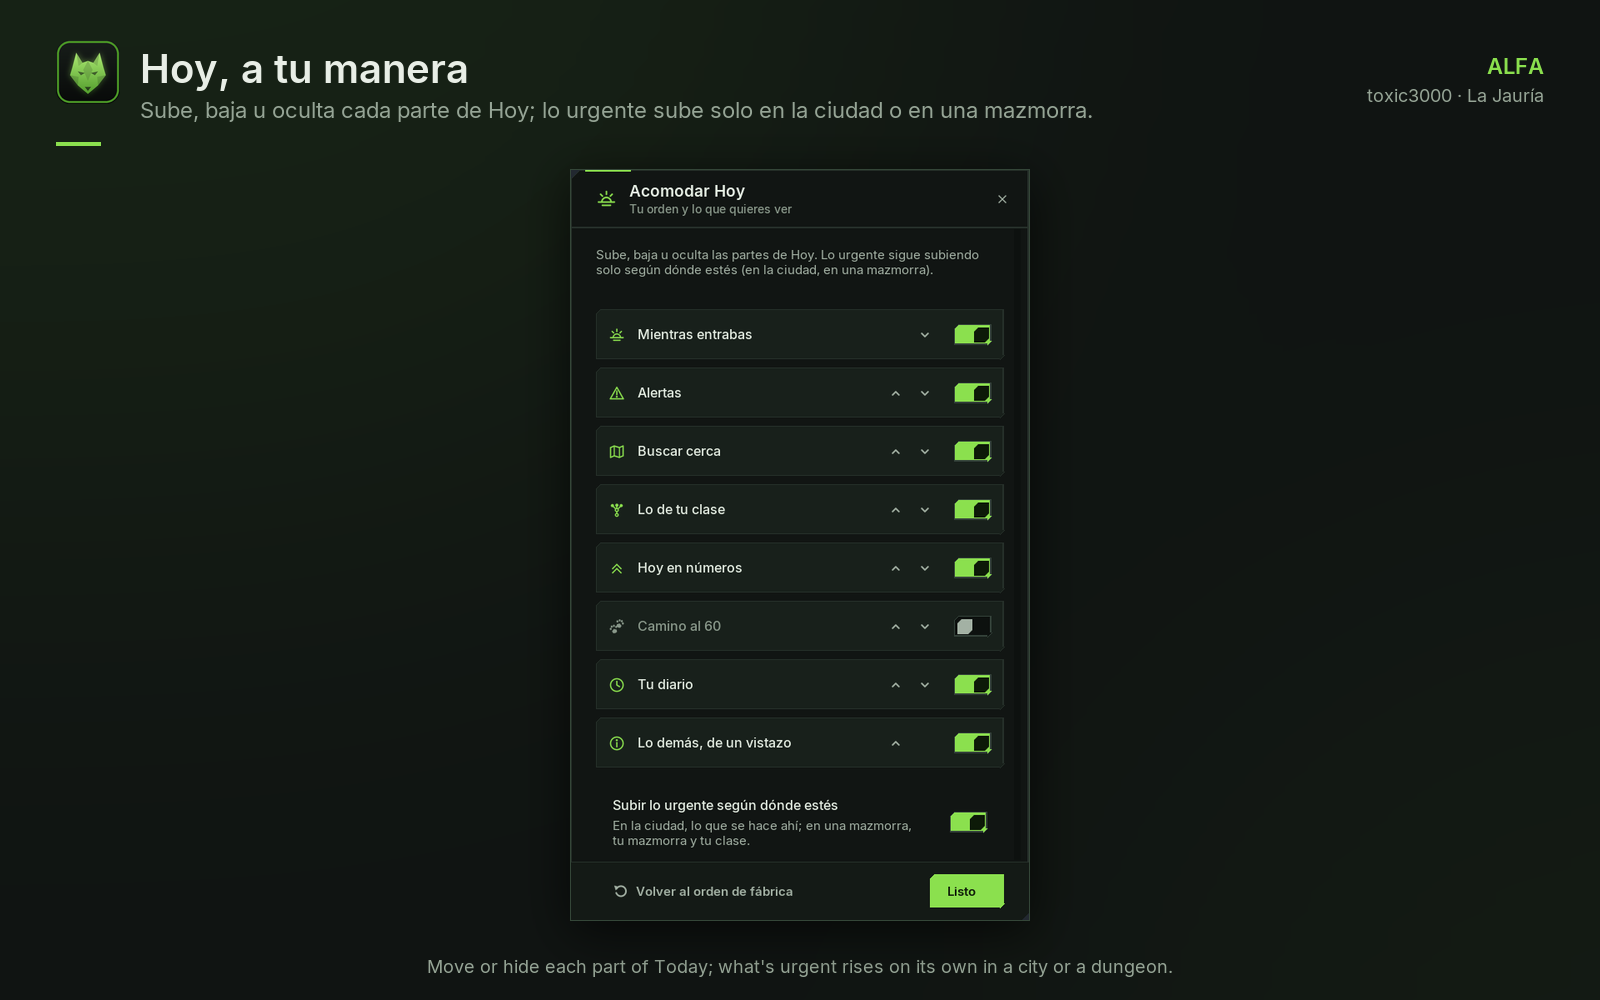 Hoy, a tu manera
Sube, baja u oculta cada parte de Hoy; lo urgente sube solo en la ciudad o en una mazmorra.
ALFA
toxic3000 · La Jauría
Acomodar Hoy
Tu orden y lo que quieres ver
Sube, baja u oculta las partes de Hoy. Lo urgente sigue subiendo
solo según dónde estés (en la ciudad, en una mazmorra).
Mientras entrabas
Alertas
Buscar cerca
Lo de tu clase
Hoy en números
Camino al 60
Tu diario
Lo demás, de un vistazo
Subir lo urgente según dónde estés
En la ciudad, lo que se hace ahí; en una mazmorra,
tu mazmorra y tu clase.
Volver al orden de fábrica
Listo
Move or hide each part of Today; what's urgent rises on its own in a city or a dungeon.